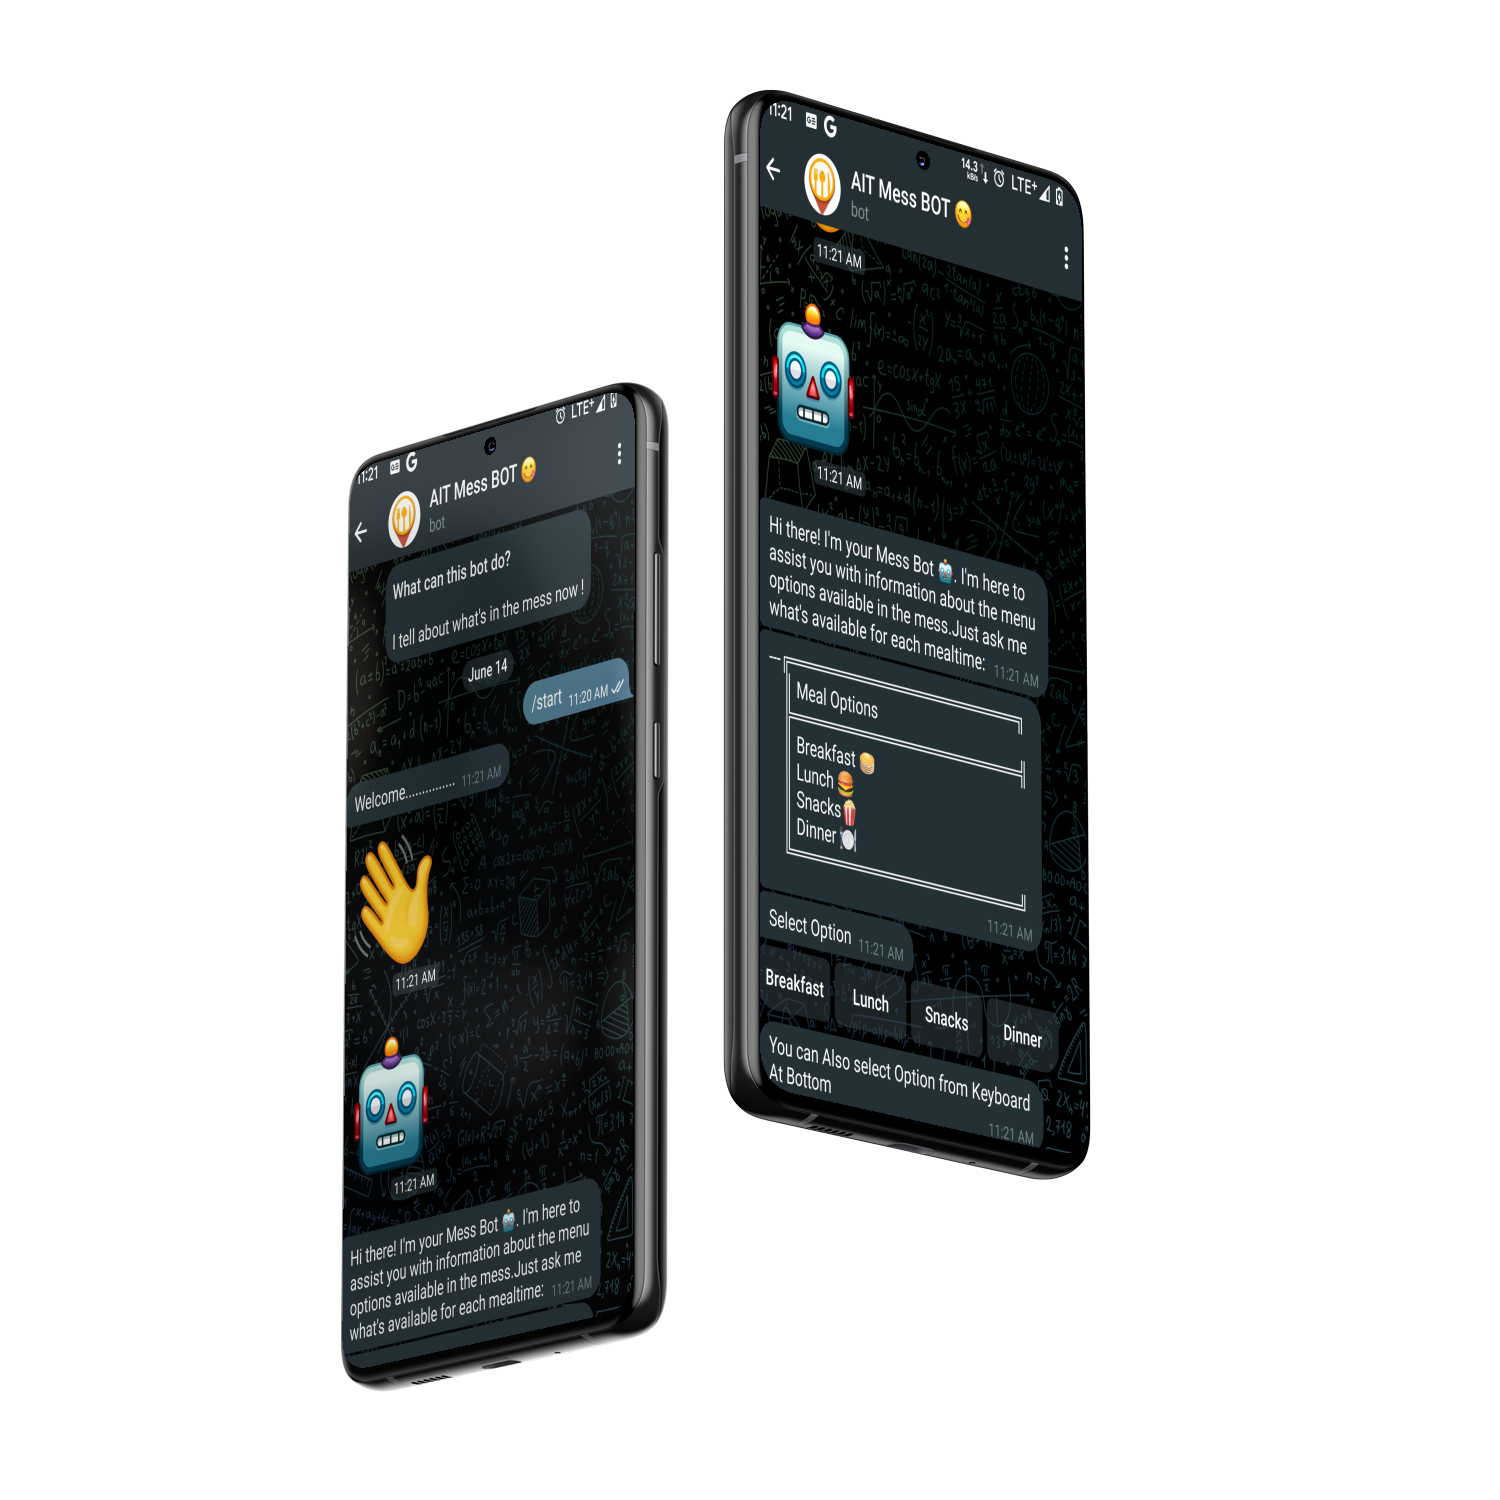 11:21
LTE+
AIT Mess BOT 😋
bot
What can this bot do?
I tell about what's in the mess now !
June 14
/start 11:20 AM
Welcome.............. 11:21 AM
11:21 AM
11:21 AM
Hi there! I'm your Mess Bot 🤖. I'm here to
assist you with information about the menu
options available in the mess.Just ask me
what's available for each mealtime: 11:21 AM
11:21
14.3
kB/s
LTE+
AIT Mess BOT 😋
bot
11:21 AM
11:21 AM
Hi there! I'm your Mess Bot 🤖. I'm here to
assist you with information about the menu
options available in the mess.Just ask me
what's available for each mealtime: 11:21 AM
Meal Options
Breakfast 🥞
Lunch 🍔
Snacks🍿
Dinner 🍽
11:21 AM
Select Option 11:21 AM
Breakfast
Lunch
Snacks
Dinner
You can Also select Option from Keyboard
At Bottom
11:21 AM